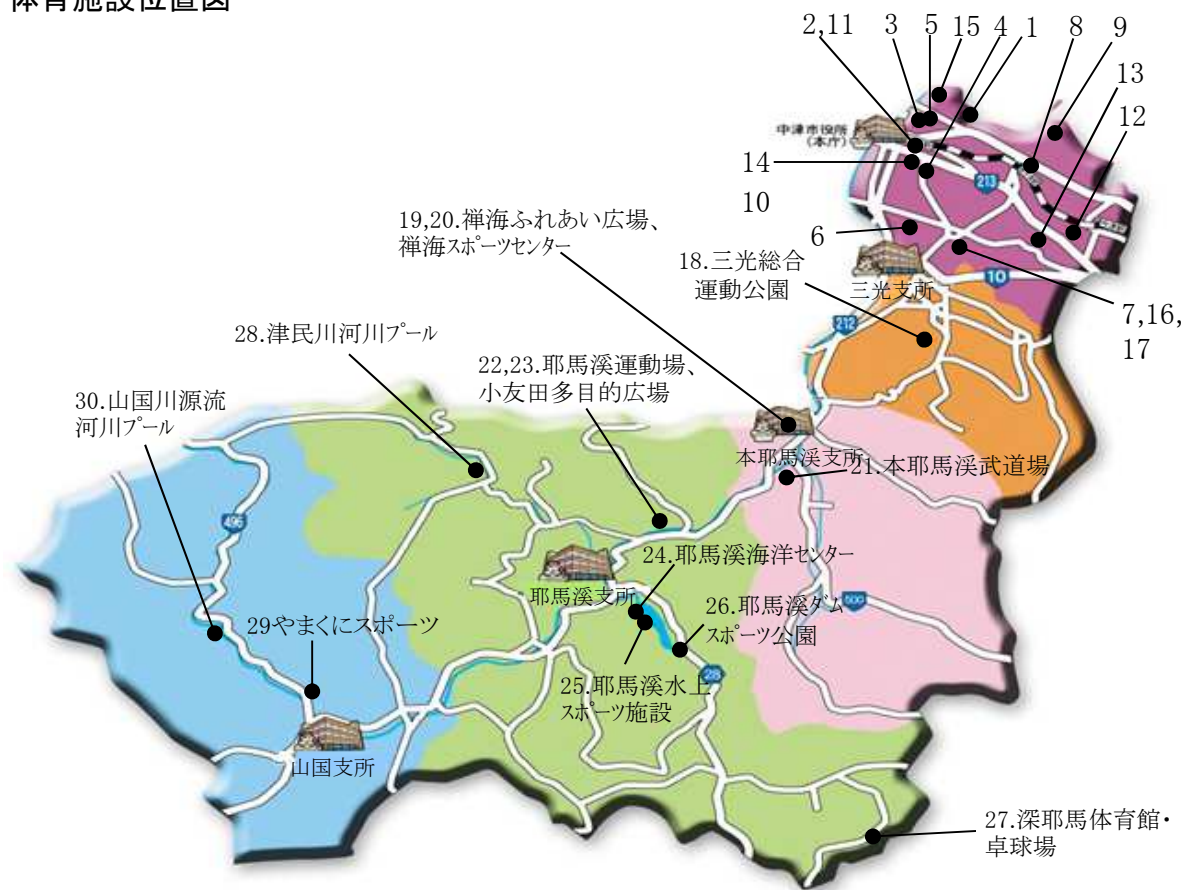 体育施設位置図
2,11
3
5
15
4
1
8
9
13
12
中津市役所
(本庁)
14
10
213
6
19,20.禅海ふれあい広場、
禅海スポーツセンター
18.三光総合
運動公園
三光支所
10
212
7,16,
17
28.津民川河川プール
22,23.耶馬溪運動場、
小友田多目的広場
30.山国川源流
河川プール
本耶馬溪支所
21.本耶馬溪武道場
496
24.耶馬溪海洋センター
耶馬溪支所
26.耶馬溪ダム
スポーツ公園
500
29やまくにスポーツ
28
25.耶馬溪水上
スポーツ施設
山国支所
27.深耶馬体育館・
卓球場